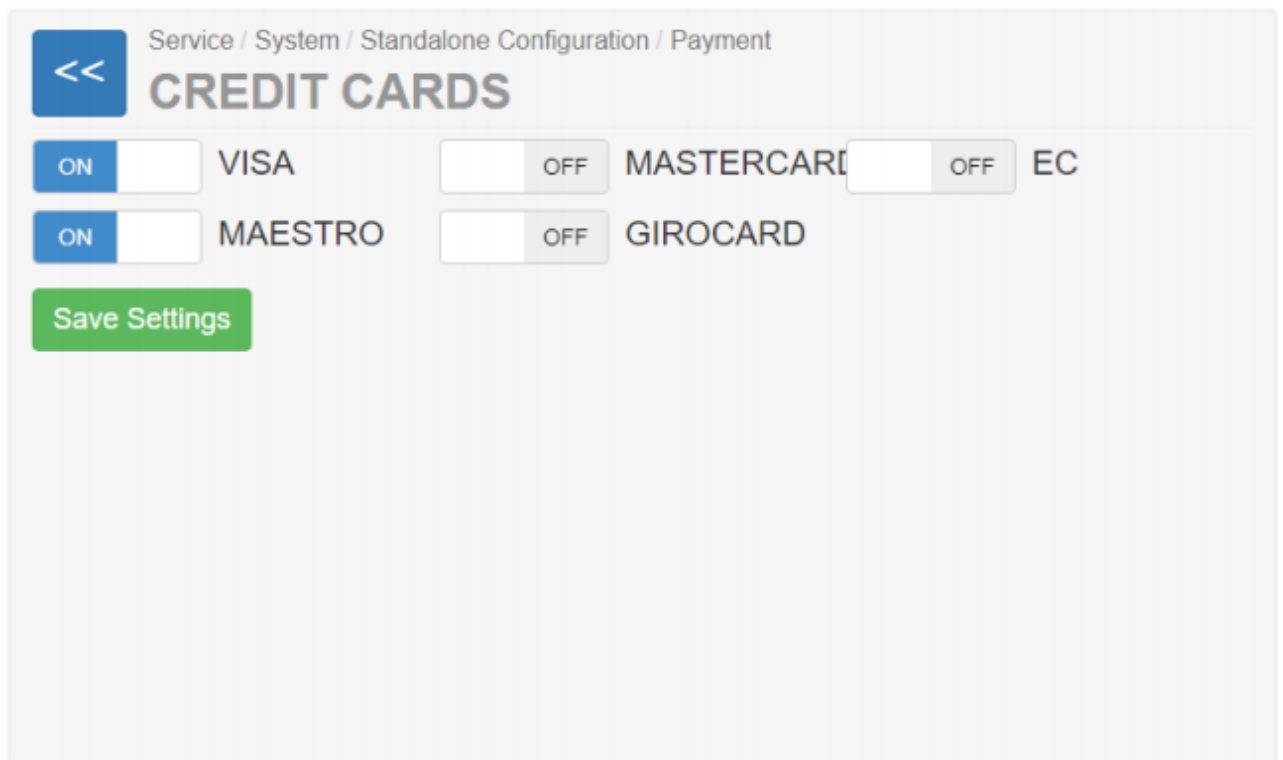 <<
Service / System / Standalone Configuration / Payment
CREDIT CARDS
ON VISA OFF MASTERCARD OFF EC
ON MAESTRO OFF GIROCARD
Save Settings